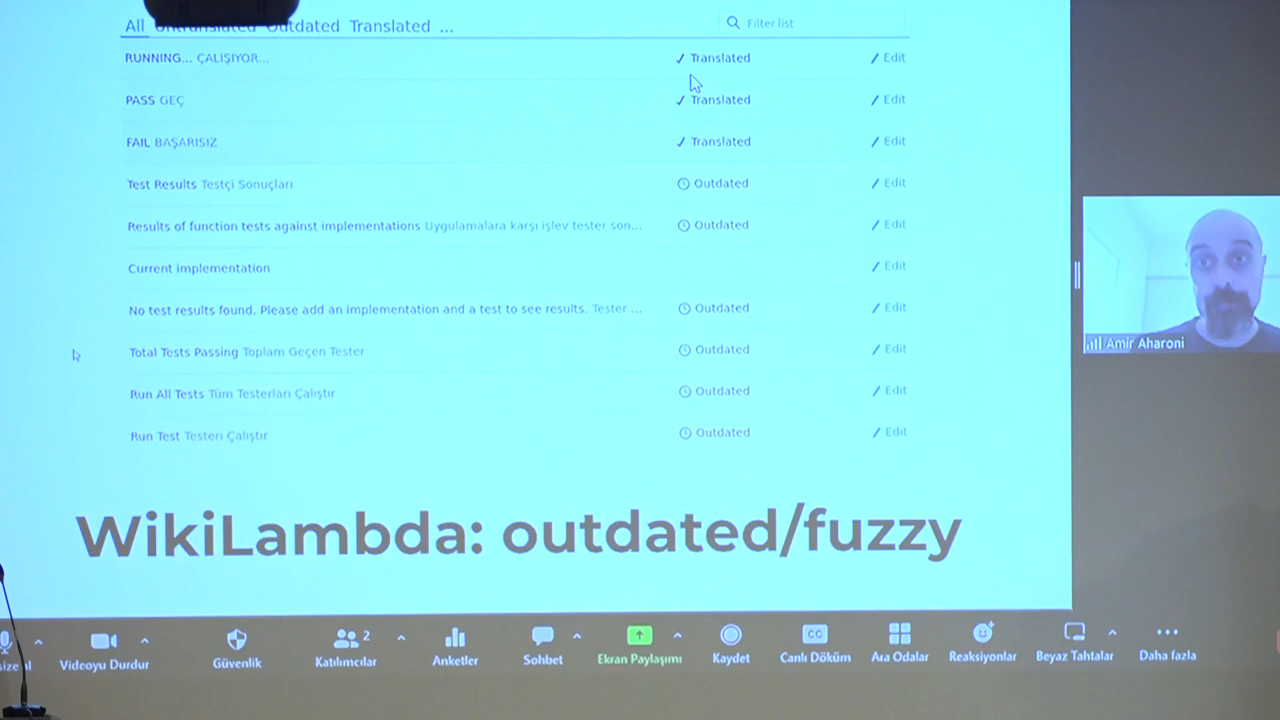 All Untranslated Outdated Translated ...
Filter list
RUNNING... ÇALIŞIYOR... Translated Edit
PASS GEÇ Translated Edit
FAIL BAŞARISIZ Translated Edit
Test Results Testçi Sonuçları Outdated Edit
Results of function tests against implementations Uygulamalara karşı işlev tester son... Outdated Edit
Current implementation Edit
No test results found. Please add an implementation and a test to see results. Tester ... Outdated Edit
Total Tests Passing Toplam Geçen Tester Outdated Edit
Run All Tests Tüm Testerları Çalıştır Outdated Edit
Run Test Testerı Çalıştır Outdated Edit
WikiLambda: outdated/fuzzy
Amir Aharoni
Videoyu Durdur
Güvenlik
2
Katılımcılar
Anketler
Sohbet
Ekran Paylaşımı
Kaydet
CC
Canlı Döküm
Ara Odalar
Reaksiyonlar
Beyaz Tahtalar
Daha fazla